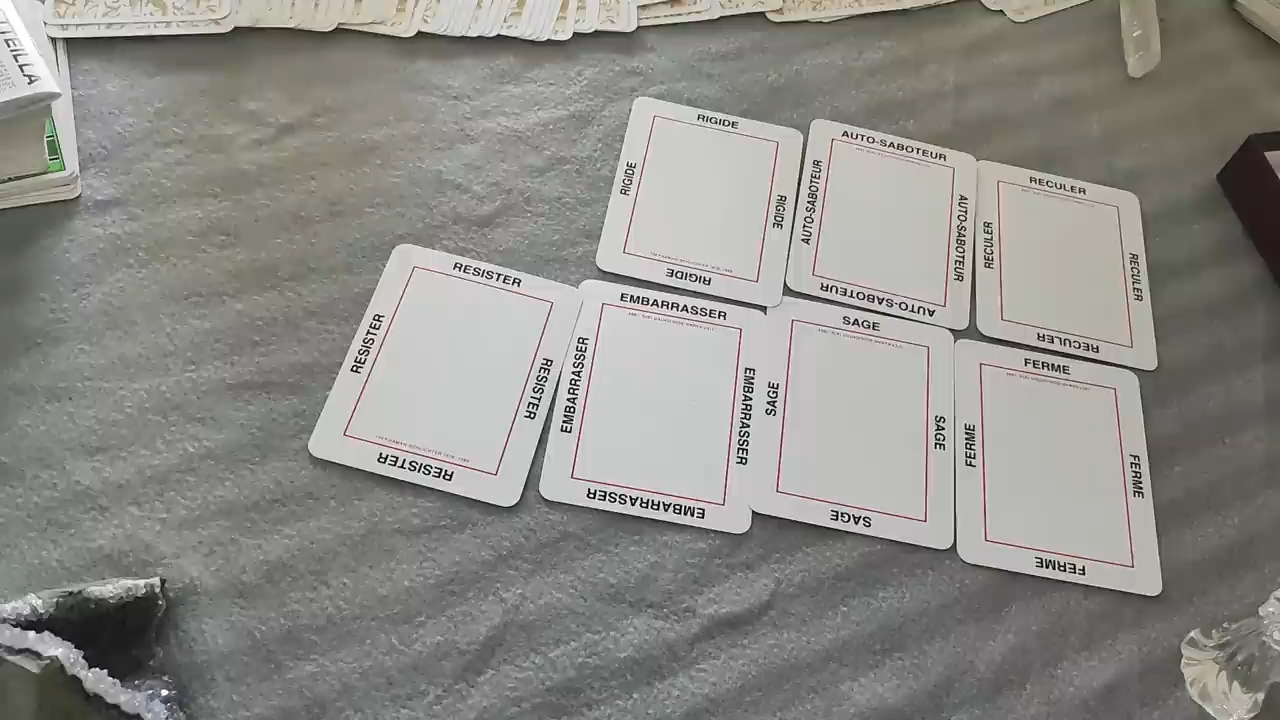 TEILLA
RIGIDE
RIGIDE
RIGIDE
RIGIDE
AUTO-SABOTEUR
AUTO-SABOTEUR
AUTO-SABOTEUR
AUTO-SABOTEUR
RECULER
RECULER
RECULER
RECULER
RESISTER
RESISTER
RESISTER
RESISTER
EMBARRASSER
EMBARRASSER
EMBARRASSER
EMBARRASSER
SAGE
SAGE
SAGE
SAGE
FERME
FERME
FERME
FERME